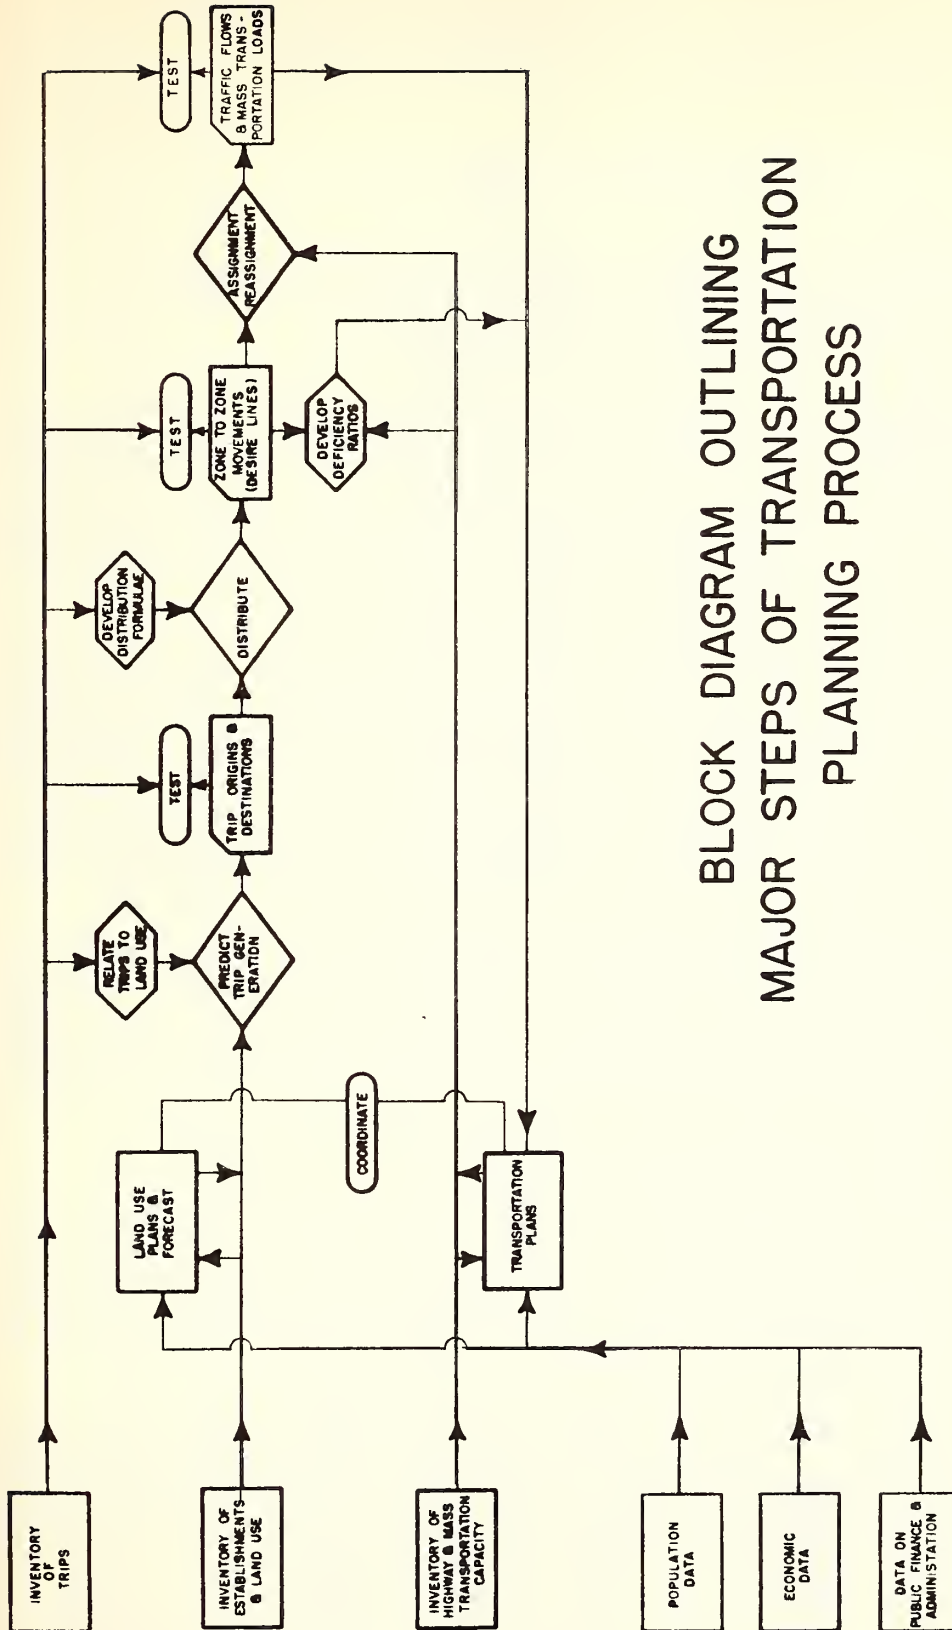 INVENTORY
OF
TRIPS
INVENTORY OF
ESTABLISHMENTS
& LAND USE
INVENTORY OF
HIGHWAY & MASS
TRANSPORTATION
CAPACITY
POPULATION
DATA
ECONOMIC
DATA
DATA ON
PUBLIC FINANCE &
ADMINISTATION
LAND USE
PLANS &
FORECAST
COORDINATE
TRANSPORTATION
PLANS
RELATE
TRIPS TO
LAND USE
PREDICT
TRIP GEN-
ERATION
TEST
TRIP ORIGINS &
DESTINATIONS
DEVELOP
DISTRIBUTION
FORMULAE
DISTRIBUTE
TEST
ZONE TO ZONE
MOVEMENTS
(DESIRE LINES)
DEVELOP
DEFICIENCY
RATIOS
ASSIGNMENT
REASSIGNMENT
TEST
TRAFFIC FLOWS
& MASS TRANS-
PORTATION LOADS
BLOCK DIAGRAM OUTLINING
MAJOR STEPS OF TRANSPORTATION
PLANNING PROCESS